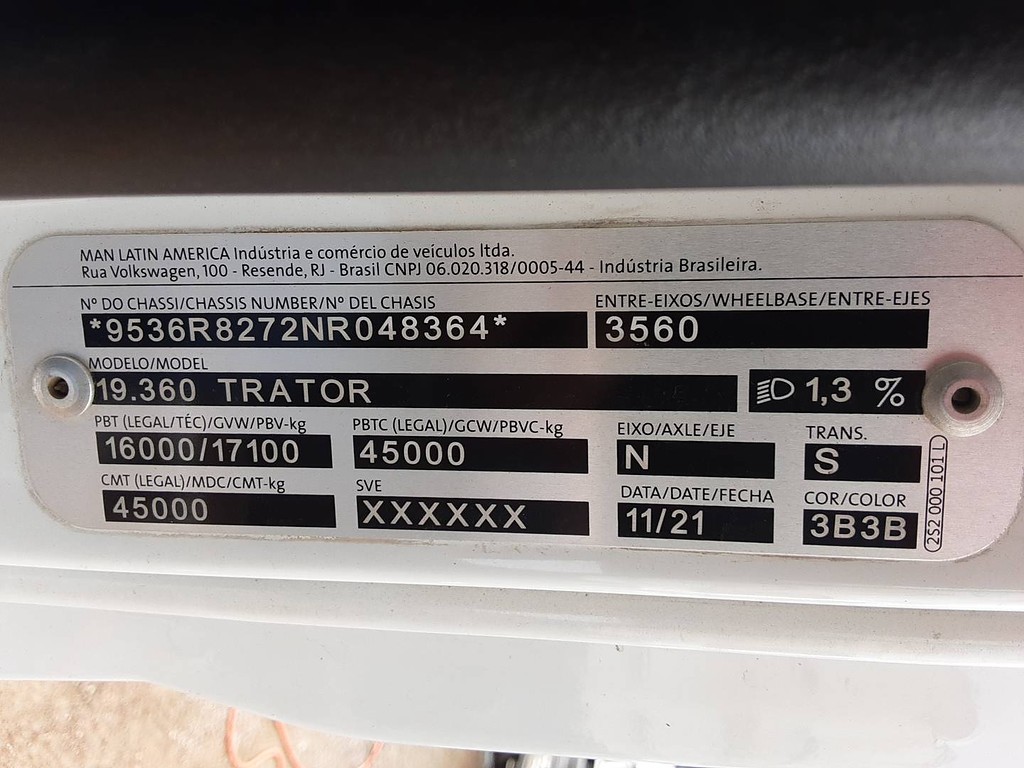 MAN LATIN AMERICA Indústria e comércio de veículos ltda.
Rua Volkswagen, 100 - Resende, RJ - Brasil CNPJ 06.020.318/0005-44 - Indústria Brasileira.
Nº DO CHASSI/CHASSIS NUMBER/Nº DEL CHASIS ENTRE-EIXOS/WHEELBASE/ENTRE-EJES
*9536R8272NR048364* 3560
MODELO/MODEL
19.360 TRATOR 1,3 %
PBT (LEGAL/TÉC)/GVW/PBV-kg PBTC (LEGAL)/GCW/PBVC-kg EIXO/AXLE/EJE TRANS.
16000/17100 45000 N S
CMT (LEGAL)/MDC/CMT-kg SVE DATA/DATE/FECHA COR/COLOR
45000 XXXXXX 11/21 3B3B
2S2 000 101 L